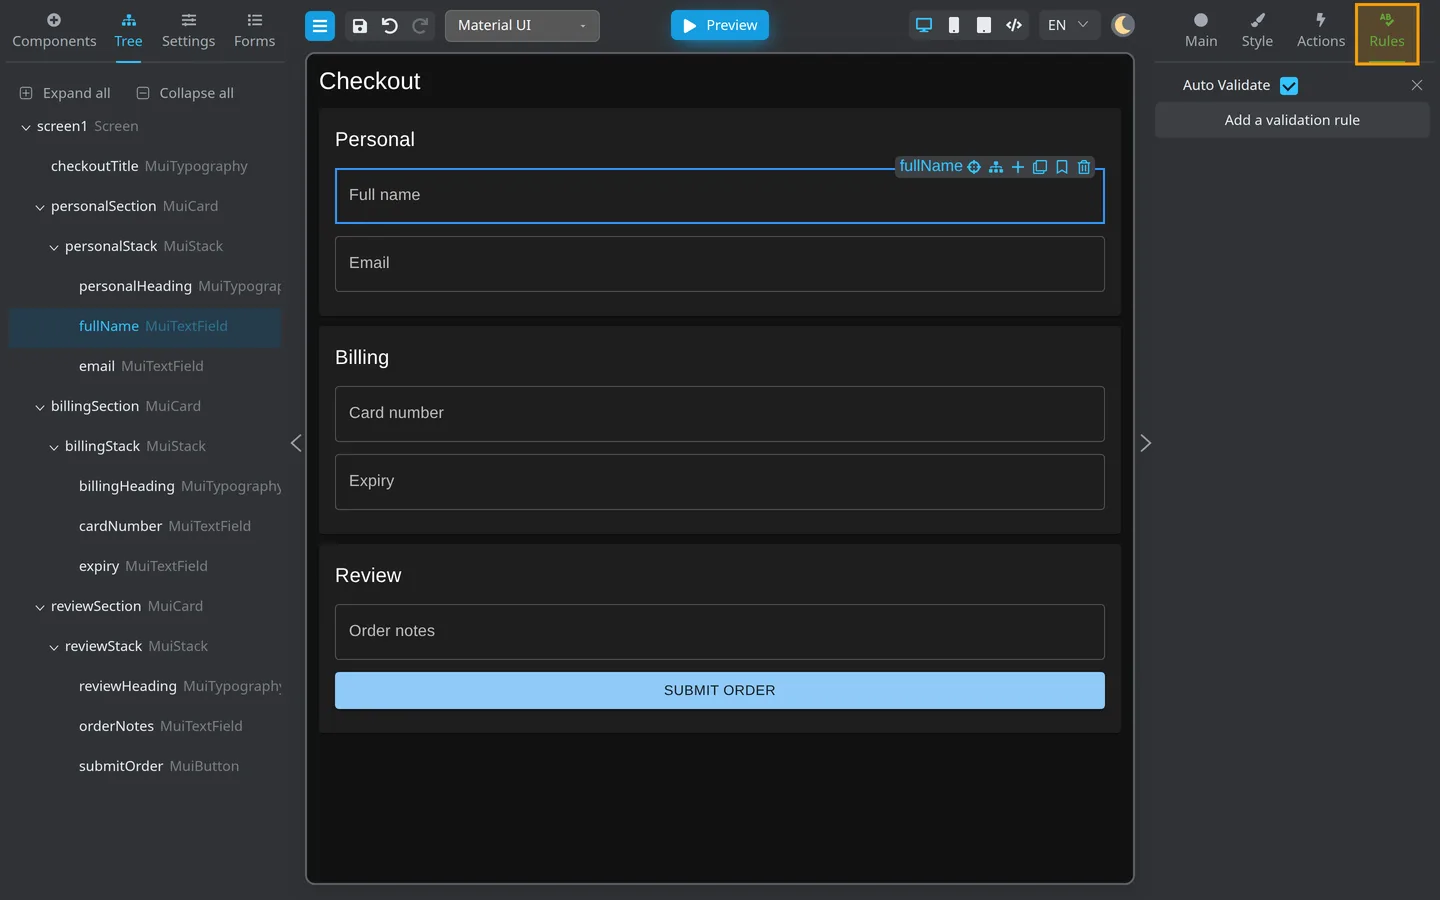 Components
Tree
Settings
Forms
Material UI
Preview
EN
Main
Style
Actions
AB
Rules
Expand all
Collapse all
screen1 Screen
checkoutTitle MuiTypography
personalSection MuiCard
personalStack MuiStack
personalHeading MuiTypograp
fullName MuiTextField
email MuiTextField
billingSection MuiCard
billingStack MuiStack
billingHeading MuiTypography
cardNumber MuiTextField
expiry MuiTextField
reviewSection MuiCard
reviewStack MuiStack
reviewHeading MuiTypography
orderNotes MuiTextField
submitOrder MuiButton
Checkout
Personal
fullName
Full name
Email
Billing
Card number
Expiry
Review
Order notes
SUBMIT ORDER
Auto Validate
Add a validation rule